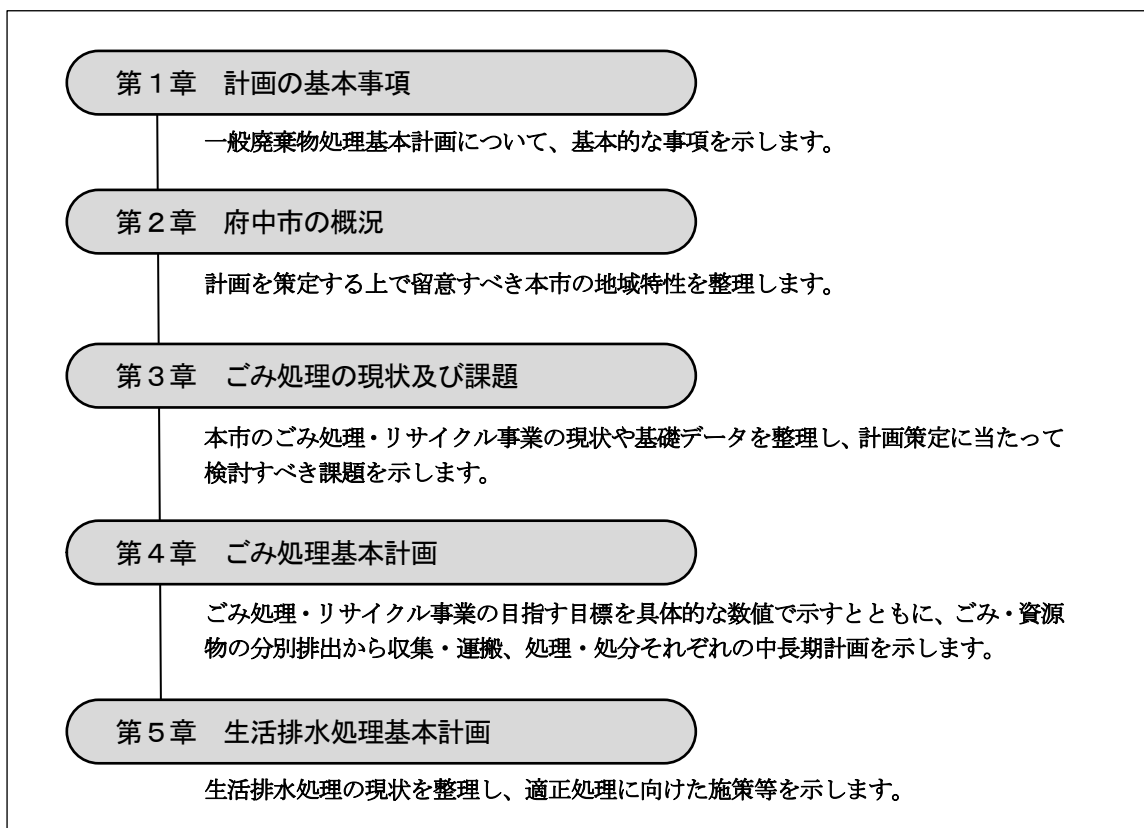 第１章　計画の基本事項
一般廃棄物処理基本計画について、基本的な事項を示します。
第２章　府中市の概況
計画を策定する上で留意すべき本市の地域特性を整理します。
第３章　ごみ処理の現状及び課題
本市のごみ処理・リサイクル事業の現状や基礎データを整理し、計画策定に当たって
検討すべき課題を示します。
第４章　ごみ処理基本計画
ごみ処理・リサイクル事業の目指す目標を具体的な数値で示すとともに、ごみ・資源
物の分別排出から収集・運搬、処理・処分それぞれの中長期計画を示します。
第５章　生活排水処理基本計画
生活排水処理の現状を整理し、適正処理に向けた施策等を示します。